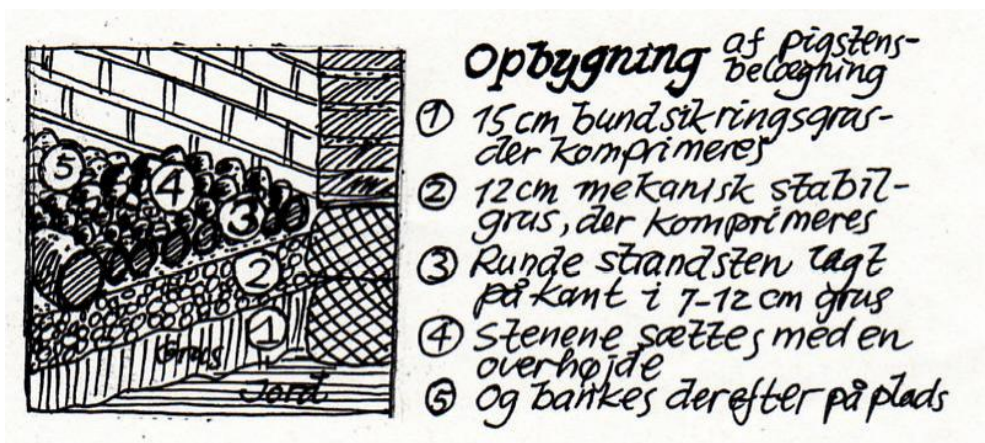 Opbygning af pigstens-
belægning
① 15 cm bundsikringsgrus-
der komprimeres
② 12 cm mekanisk stabil-
grus, der komprimeres
③ Runde strandsten lagt
på kant i 7-12 cm grus
④ Stenene sættes med en
overhøjde
⑤ Og bankes derefter på plads
5
4
3
2
1
Grus
Jord